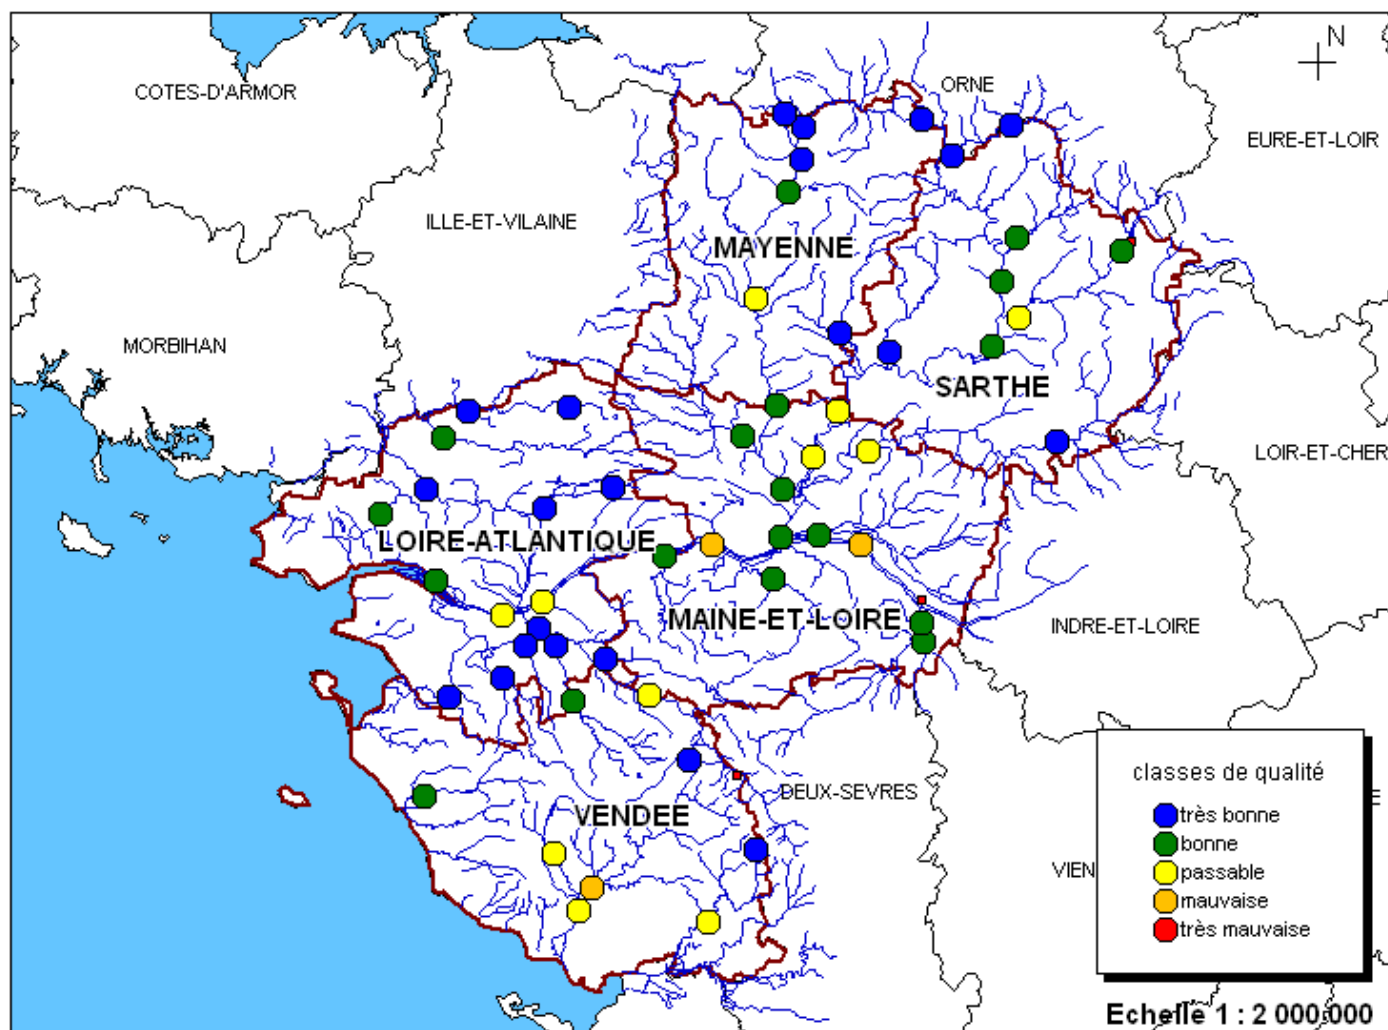 N
ORNE
COTES-D'ARMOR
EURE-ET-LOIR
ILLE-ET-VILAINE
MAYENNE
MORBIHAN
SARTHE
LOIR-ET-CHER
LOIRE-ATLANTIQUE
MAINE-ET-LOIRE
INDRE-ET-LOIRE
DEUX-SEVRES
VENDEE
VIEN
E
classes de qualité
très bonne
bonne
passable
mauvaise
très mauvaise
Echelle 1 : 2 000 000